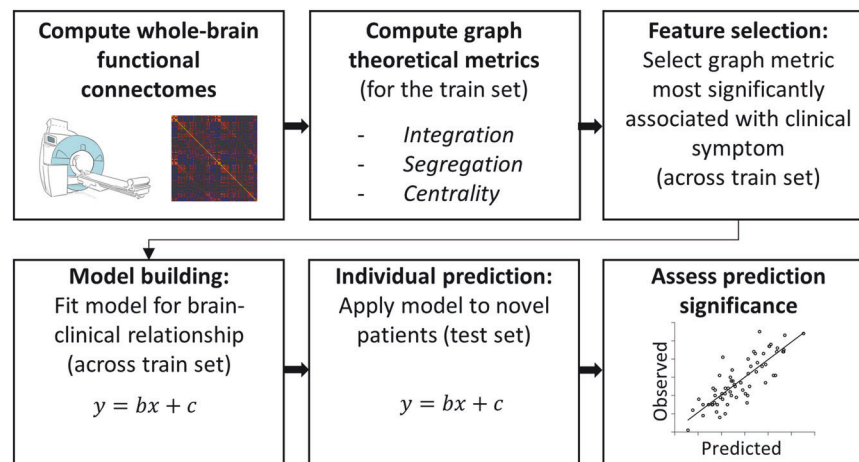 Compute whole-brain
functional
connectomes
Compute graph
theoretical metrics
(for the train set)
- Integration
- Segregation
- Centrality
Feature selection:
Select graph metric
most significantly
associated with clinical
symptom
(across train set)
Model building:
Fit model for brain-
clinical relationship
(across train set)
y = bx + c
Individual prediction:
Apply model to novel
patients (test set)
y = bx + c
Assess prediction
significance
Observed
Predicted